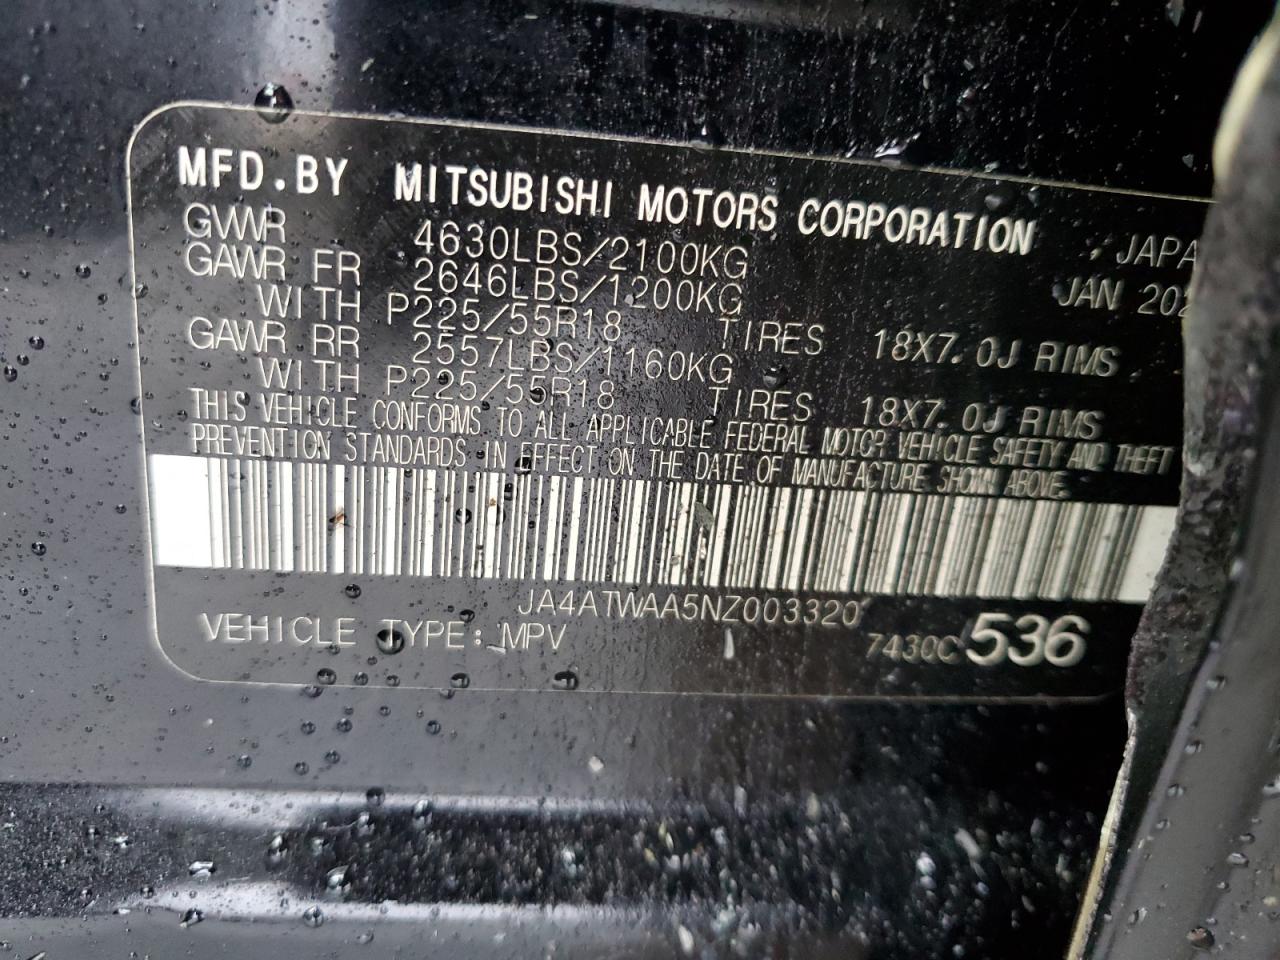 MFD.BY MITSUBISHI MOTORS CORPORATION
GVWR 4630LBS/2100KG , JAPA
GAWR FR 2646LBS/1200KG JAN 202
WITH P225/55R18 TIRES 18X7.0J RIMS
GAWR RR 2557LBS/1160KG
WITH P225/55R18 TIRES 18X7.0J RIMS
THIS VEHICLE CONFORMS TO ALL APPLICABLE FEDERAL MOTOR VEHICLE SAFETY AND THEFT
PREVENTION STANDARDS IN EFFECT ON THE DATE OF MANUFACTURE SHOWN ABOVE.
JA4ATWAA5NZ003320
VEHICLE TYPE: MPV 7430C 536